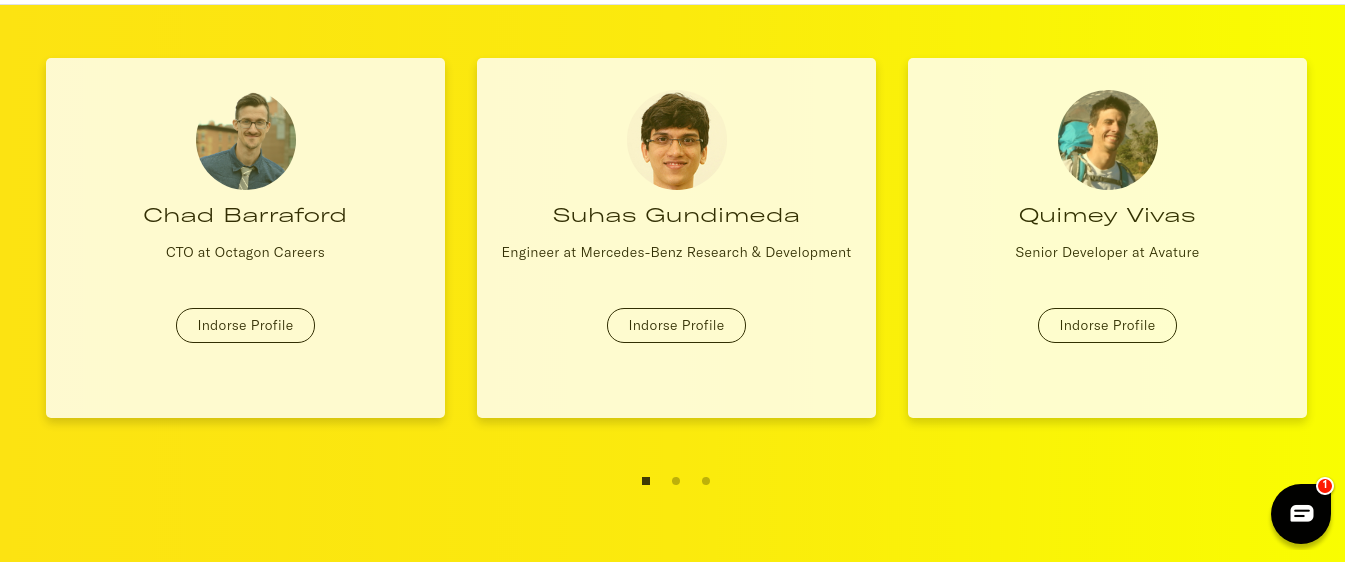 Chad Barraford
CTO at Octagon Careers
Indorse Profile
Suhas Gundimeda
Engineer at Mercedes-Benz Research & Development
Indorse Profile
Quimey Vivas
Senior Developer at Avature
Indorse Profile
1